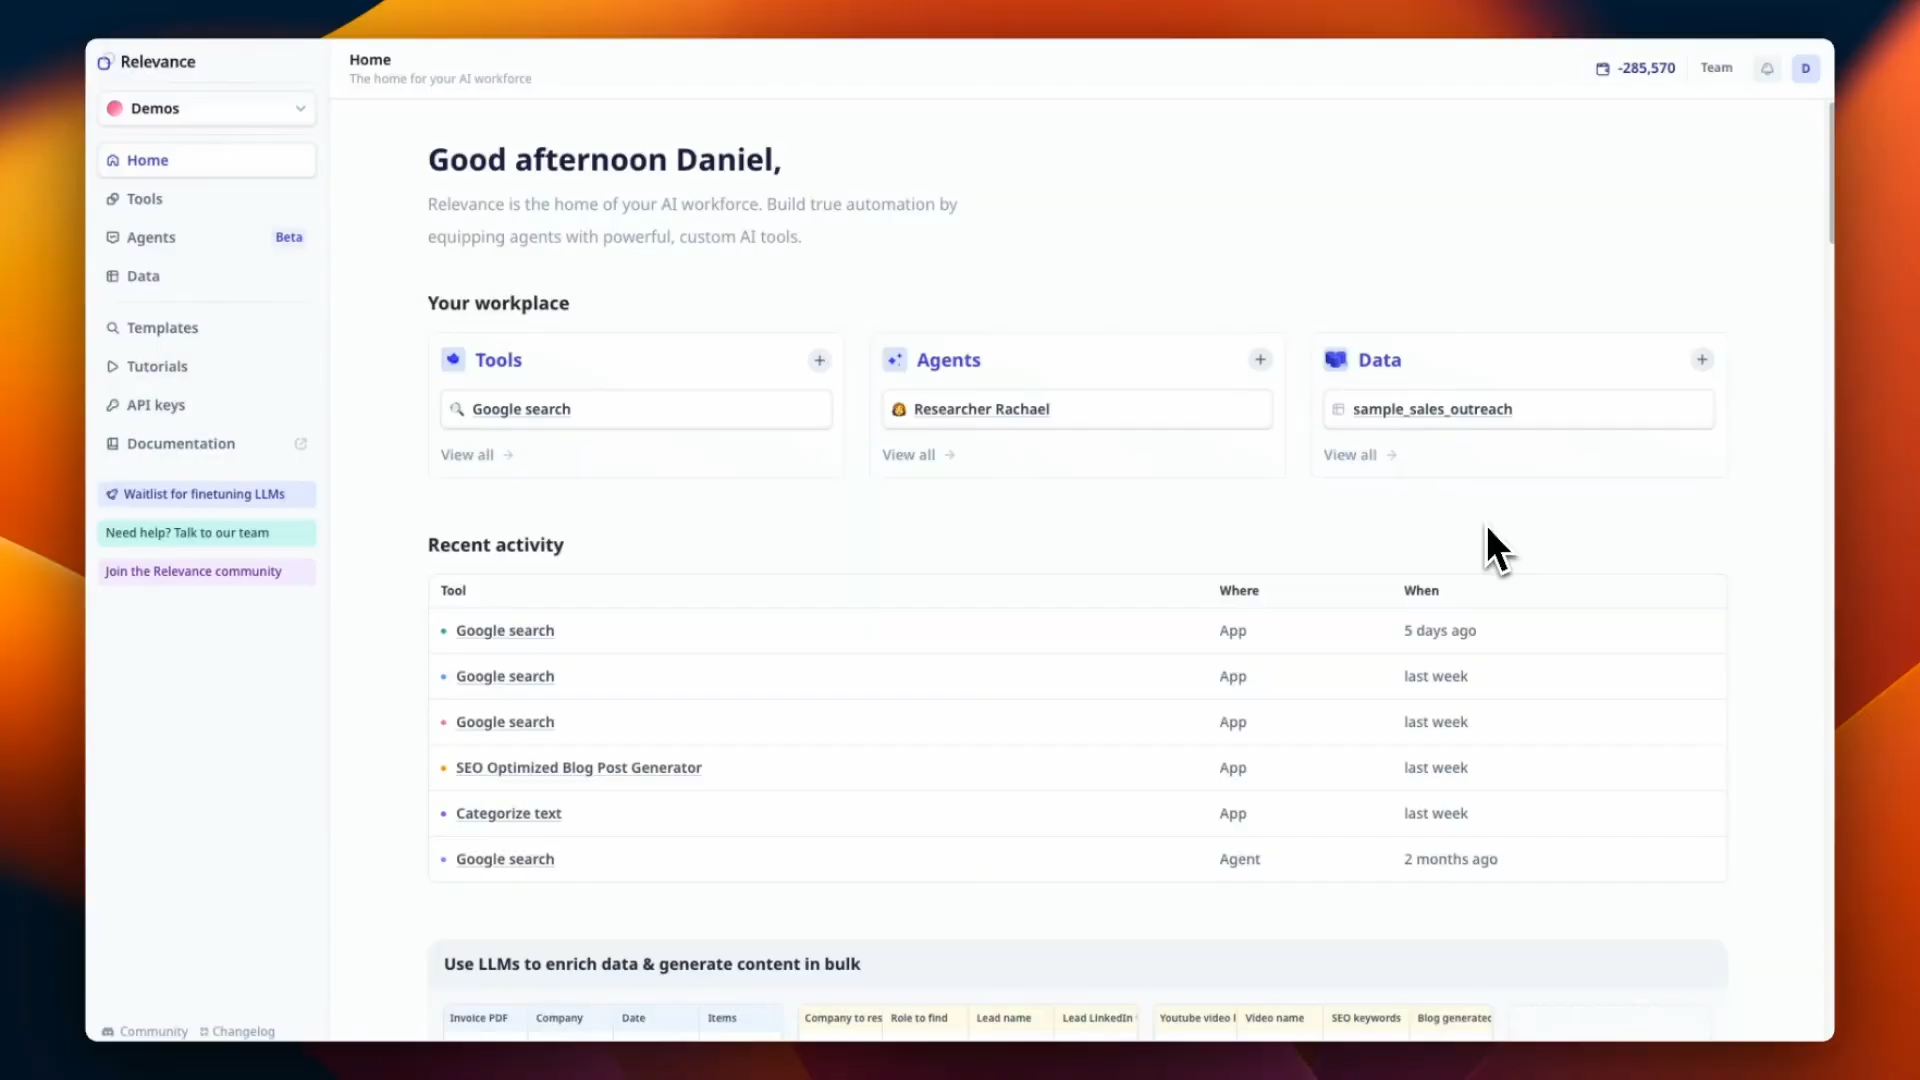 Relevance
Demos
Home
Tools
Agents Beta
Data
Templates
Tutorials
API keys
Documentation
Waitlist for finetuning LLMs
Need help? Talk to our team
Join the Relevance community
Community Changelog
Home
The home for your AI workforce
-285,570 Team D
Good afternoon Daniel,
Relevance is the home of your AI workforce. Build true automation by
equipping agents with powerful, custom AI tools.
Your workplace
Tools
Google search
View all
Agents
Researcher Rachael
View all
Data
sample_sales_outreach
View all
Recent activity
Tool Where When
Google search App 5 days ago
Google search App last week
Google search App last week
SEO Optimized Blog Post Generator App last week
Categorize text App last week
Google search Agent 2 months ago
Use LLMs to enrich data & generate content in bulk
Invoice PDF Company Date Items Company to res Role to find Lead name Lead LinkedIn Youtube video Video name SEO keywords Blog generated